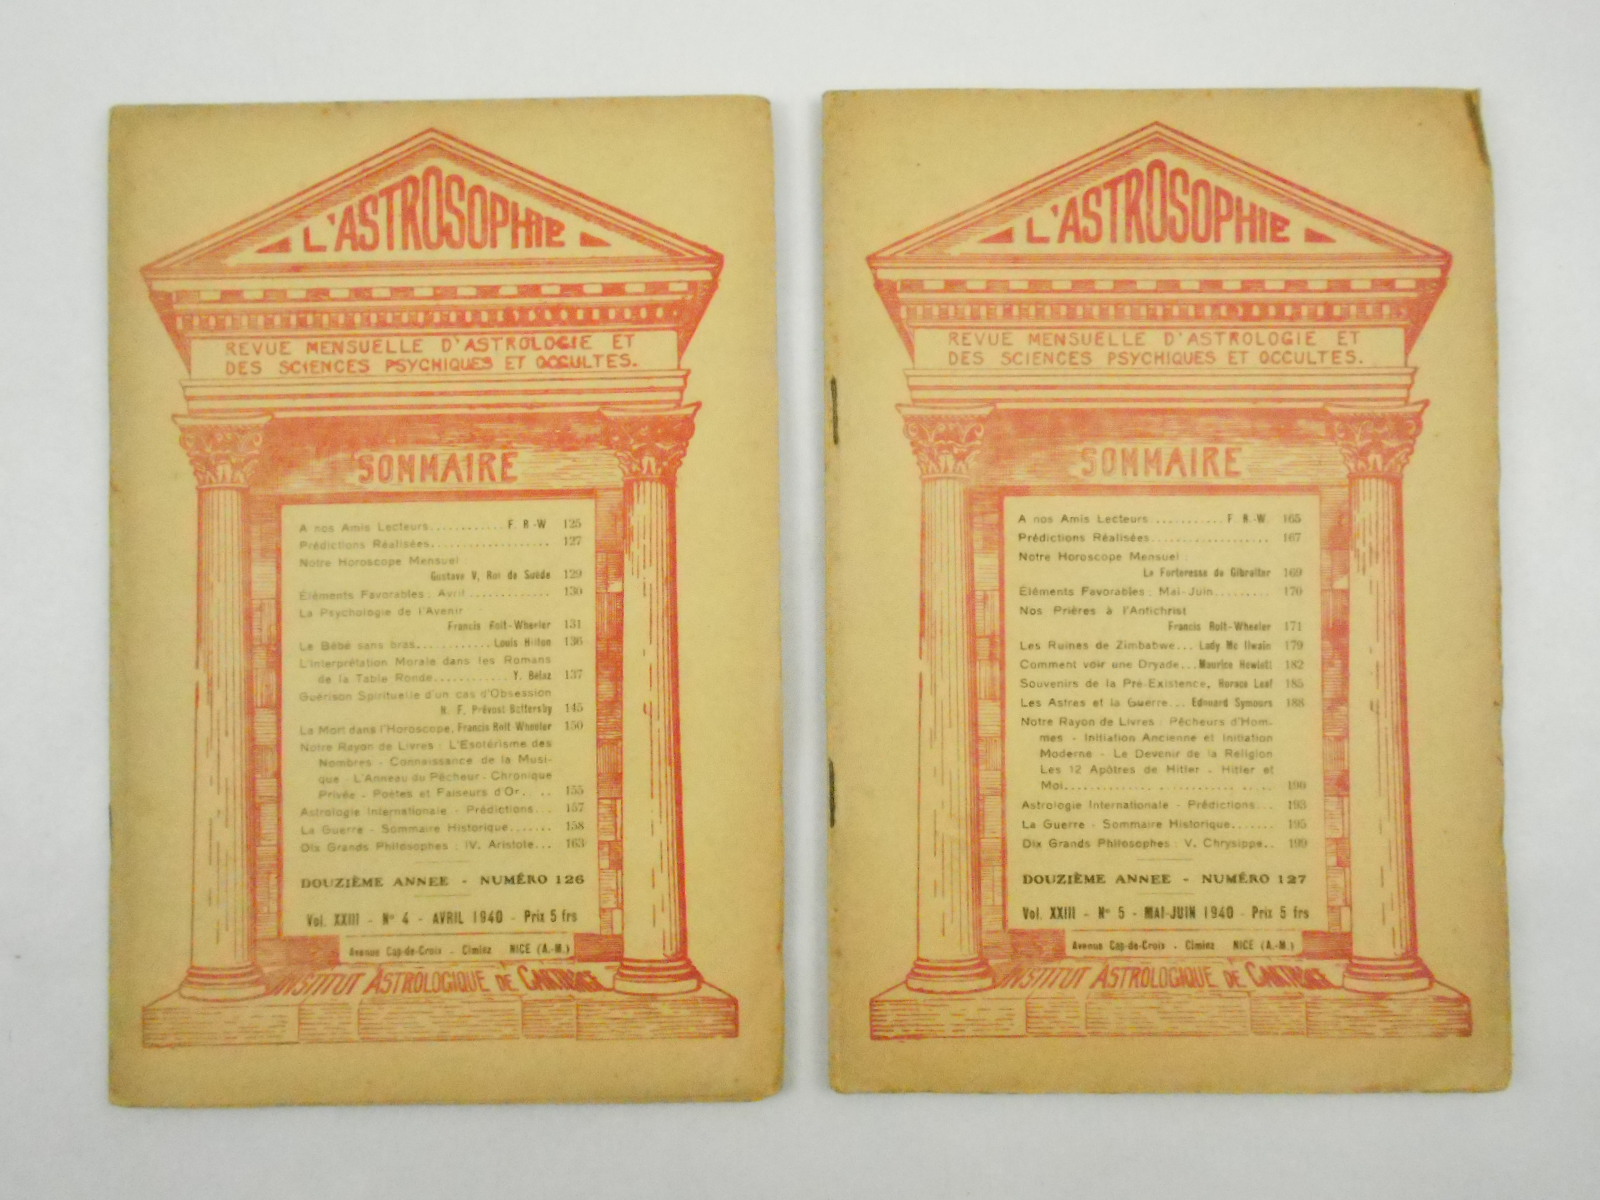 L'ASTROSOPHIE
REVUE MENSUELLE D'ASTROLOGIE ET
DES SCIENCES PSYCHIQUES ET OCCULTES.
SOMMAIRE
A nos Amis Lecteurs............ F. R.-W 125
Prédictions Réalisées................... 127
Notre Horoscope Mensuel
Gustave V, Roi de Suède 129
Éléments Favorables : Avril............. 130
La Psychologie de l'Avenir
Francis Rolt-Wheeler 131
Le Bébé sans bras............ Louis Hilton 136
L'Interprétation Morale dans les Romans
de la Table Ronde............ Y. Bélaz 137
Guérison Spirituelle d'un cas d'Obsession
H. F. Prévost Battersby 145
La Mort dans l'Horoscope, Francis Rolt-Wheeler 150
Notre Rayon de Livres : L'Esotérisme des
Nombres - Connaissance de la Musi-
que - L'Anneau du Pêcheur - Chronique
Privée - Poètes et Faiseurs d'Or.... 155
Astrologie Internationale - Prédictions... 157
La Guerre - Sommaire Historique....... 158
Dix Grands Philosophes : IV. Aristote... 163
DOUZIÈME ANNEE - NUMÉRO 126
Vol. XXIII - N° 4 - AVRIL 1940 - Prix 5 frs
Avenue Cap-de-Croix - Cimiez NICE (A.-M.)
INSTITUT ASTROLOGIQUE DE CARTHAGE
L'ASTROSOPHIE
REVUE MENSUELLE D'ASTROLOGIE ET
DES SCIENCES PSYCHIQUES ET OCCULTES.
SOMMAIRE
A nos Amis Lecteurs........... F. R.-W. 165
Prédictions Réalisées................... 167
Notre Horoscope Mensuel :
La Forteresse de Gibraltar 169
Éléments Favorables : Mai-Juin......... 170
Nos Prières à l'Antichrist
Francis Rolt-Wheeler 171
Les Ruines de Zimbabwe... Lady Mc Ilwain 179
Comment voir une Dryade... Maurice Hewlett 182
Souvenirs de la Pré-Existence, Horace Leaf 185
Les Astres et la Guerre... Edouard Symours 188
Notre Rayon de Livres : Pêcheurs d'Hom-
mes - Initiation Ancienne et Initiation
Moderne - Le Devenir de la Religion
Les 12 Apôtres de Hitler - Hitler et
Moi.................................. 190
Astrologie Internationale - Prédictions... 193
La Guerre - Sommaire Historique....... 195
Dix Grands Philosophes : V. Chrysippe.. 199
DOUZIÈME ANNEE - NUMÉRO 127
Vol. XXIII - N° 5 - MAI-JUIN 1940 - Prix 5 frs
Avenue Cap-de-Croix - Cimiez NICE (A.-M.)
INSTITUT ASTROLOGIQUE DE CARTHAGE